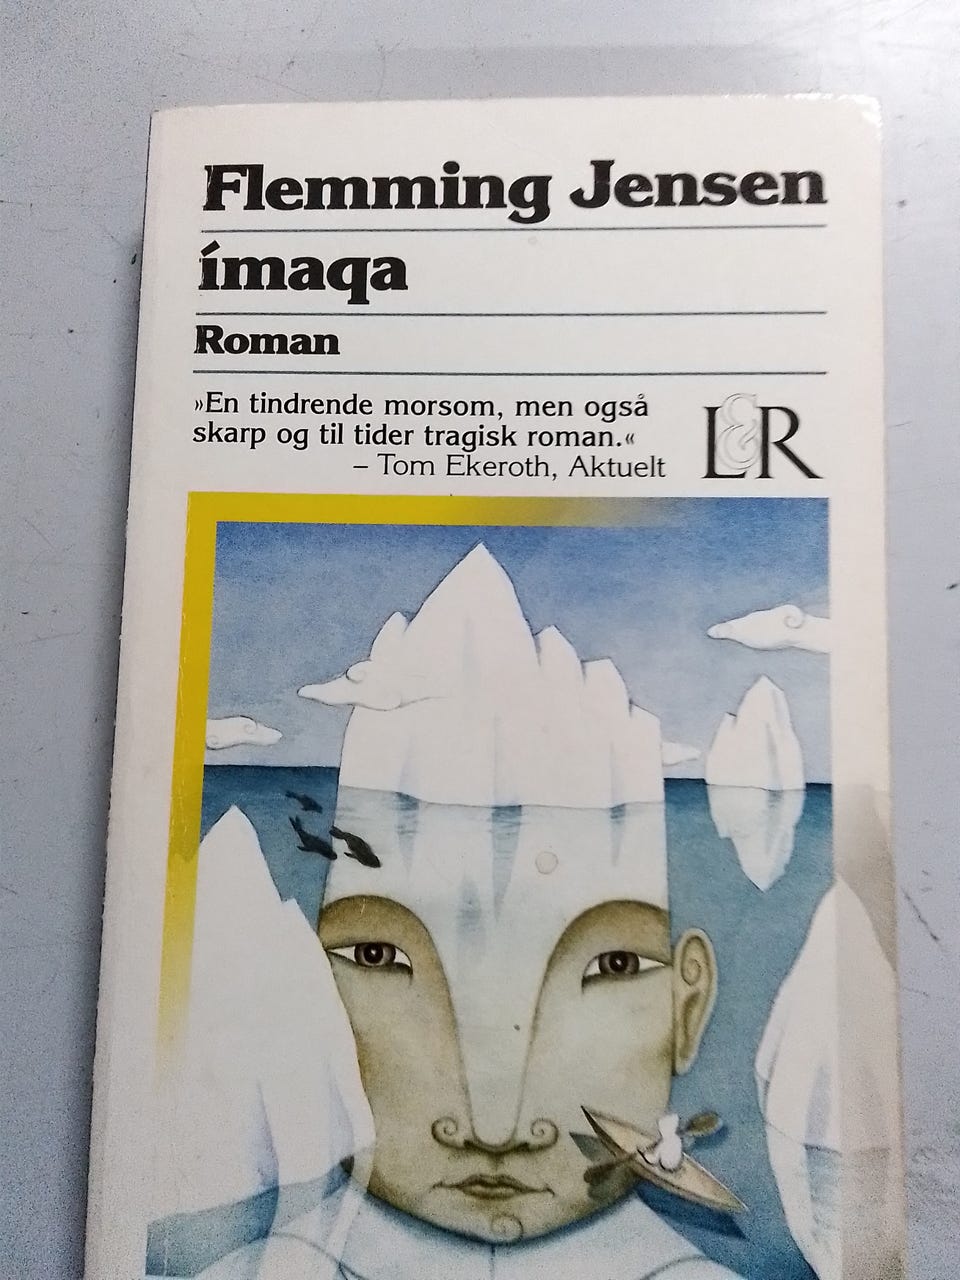 Flemming Jensen
ímaqa
Roman
»En tindrende morsom, men også
skarp og til tider tragisk roman.«
– Tom Ekeroth, Aktuelt
L&R